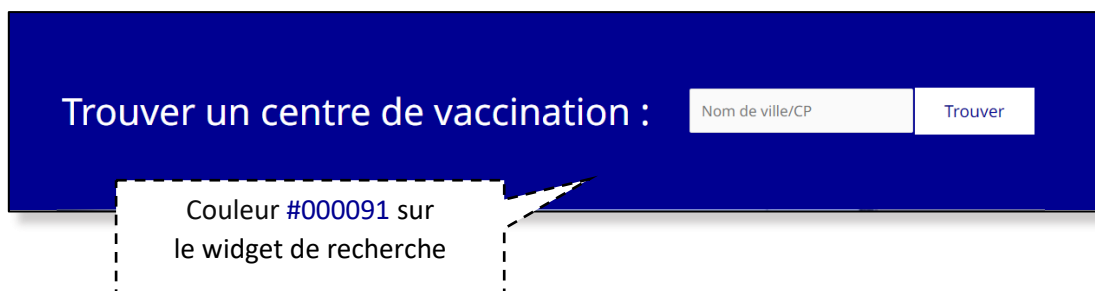 Trouver un centre de vaccination : Nom de ville/CP Trouver
Couleur #000091 sur
le widget de recherche